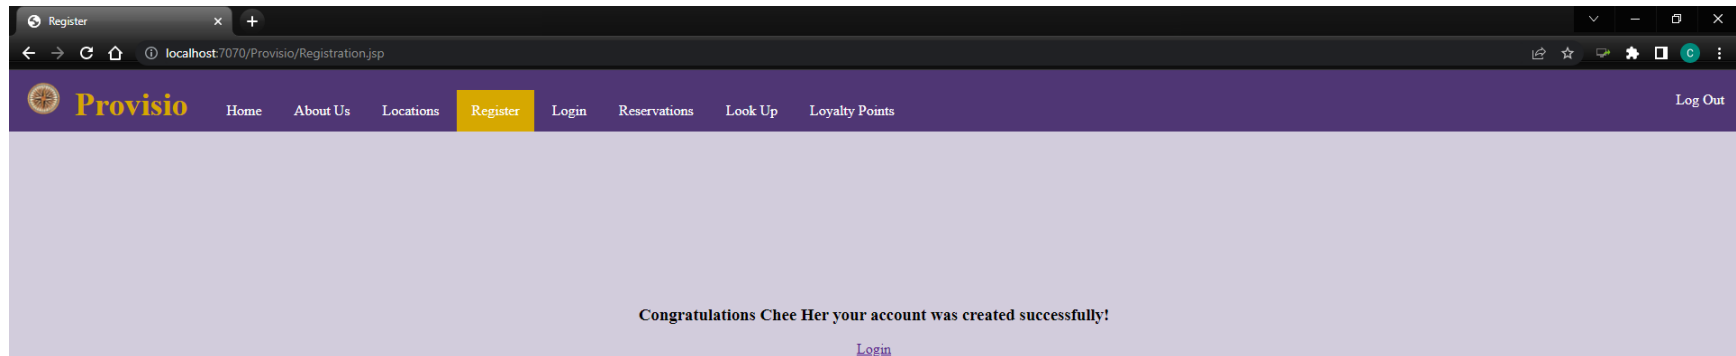 Register
localhost:7070/Provisio/Registration.jsp
C
Provisio Home About Us Locations Register Login Reservations Look Up Loyalty Points Log Out
Congratulations Chee Her your account was created successfully!
Login